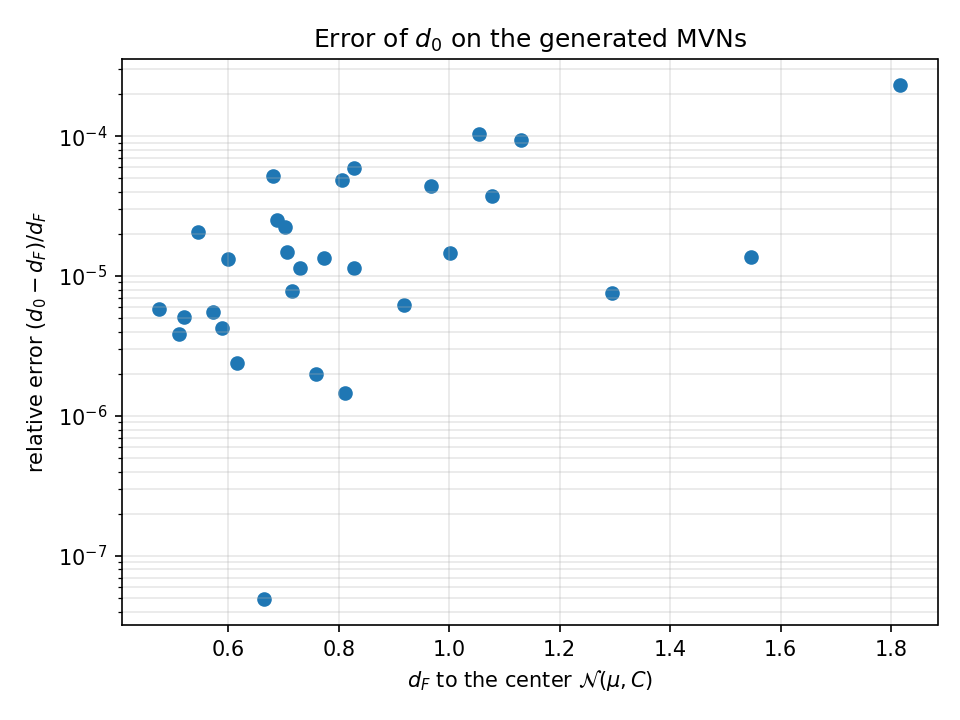 Error of $d_0$ on the generated MVNs
relative error $(d_0 - d_F)/d_F$
$10^{-4}$
$10^{-5}$
$10^{-6}$
$10^{-7}$
0.6 0.8 1.0 1.2 1.4 1.6 1.8
$d_F$ to the center $\mathcal{N}(\mu, C)$